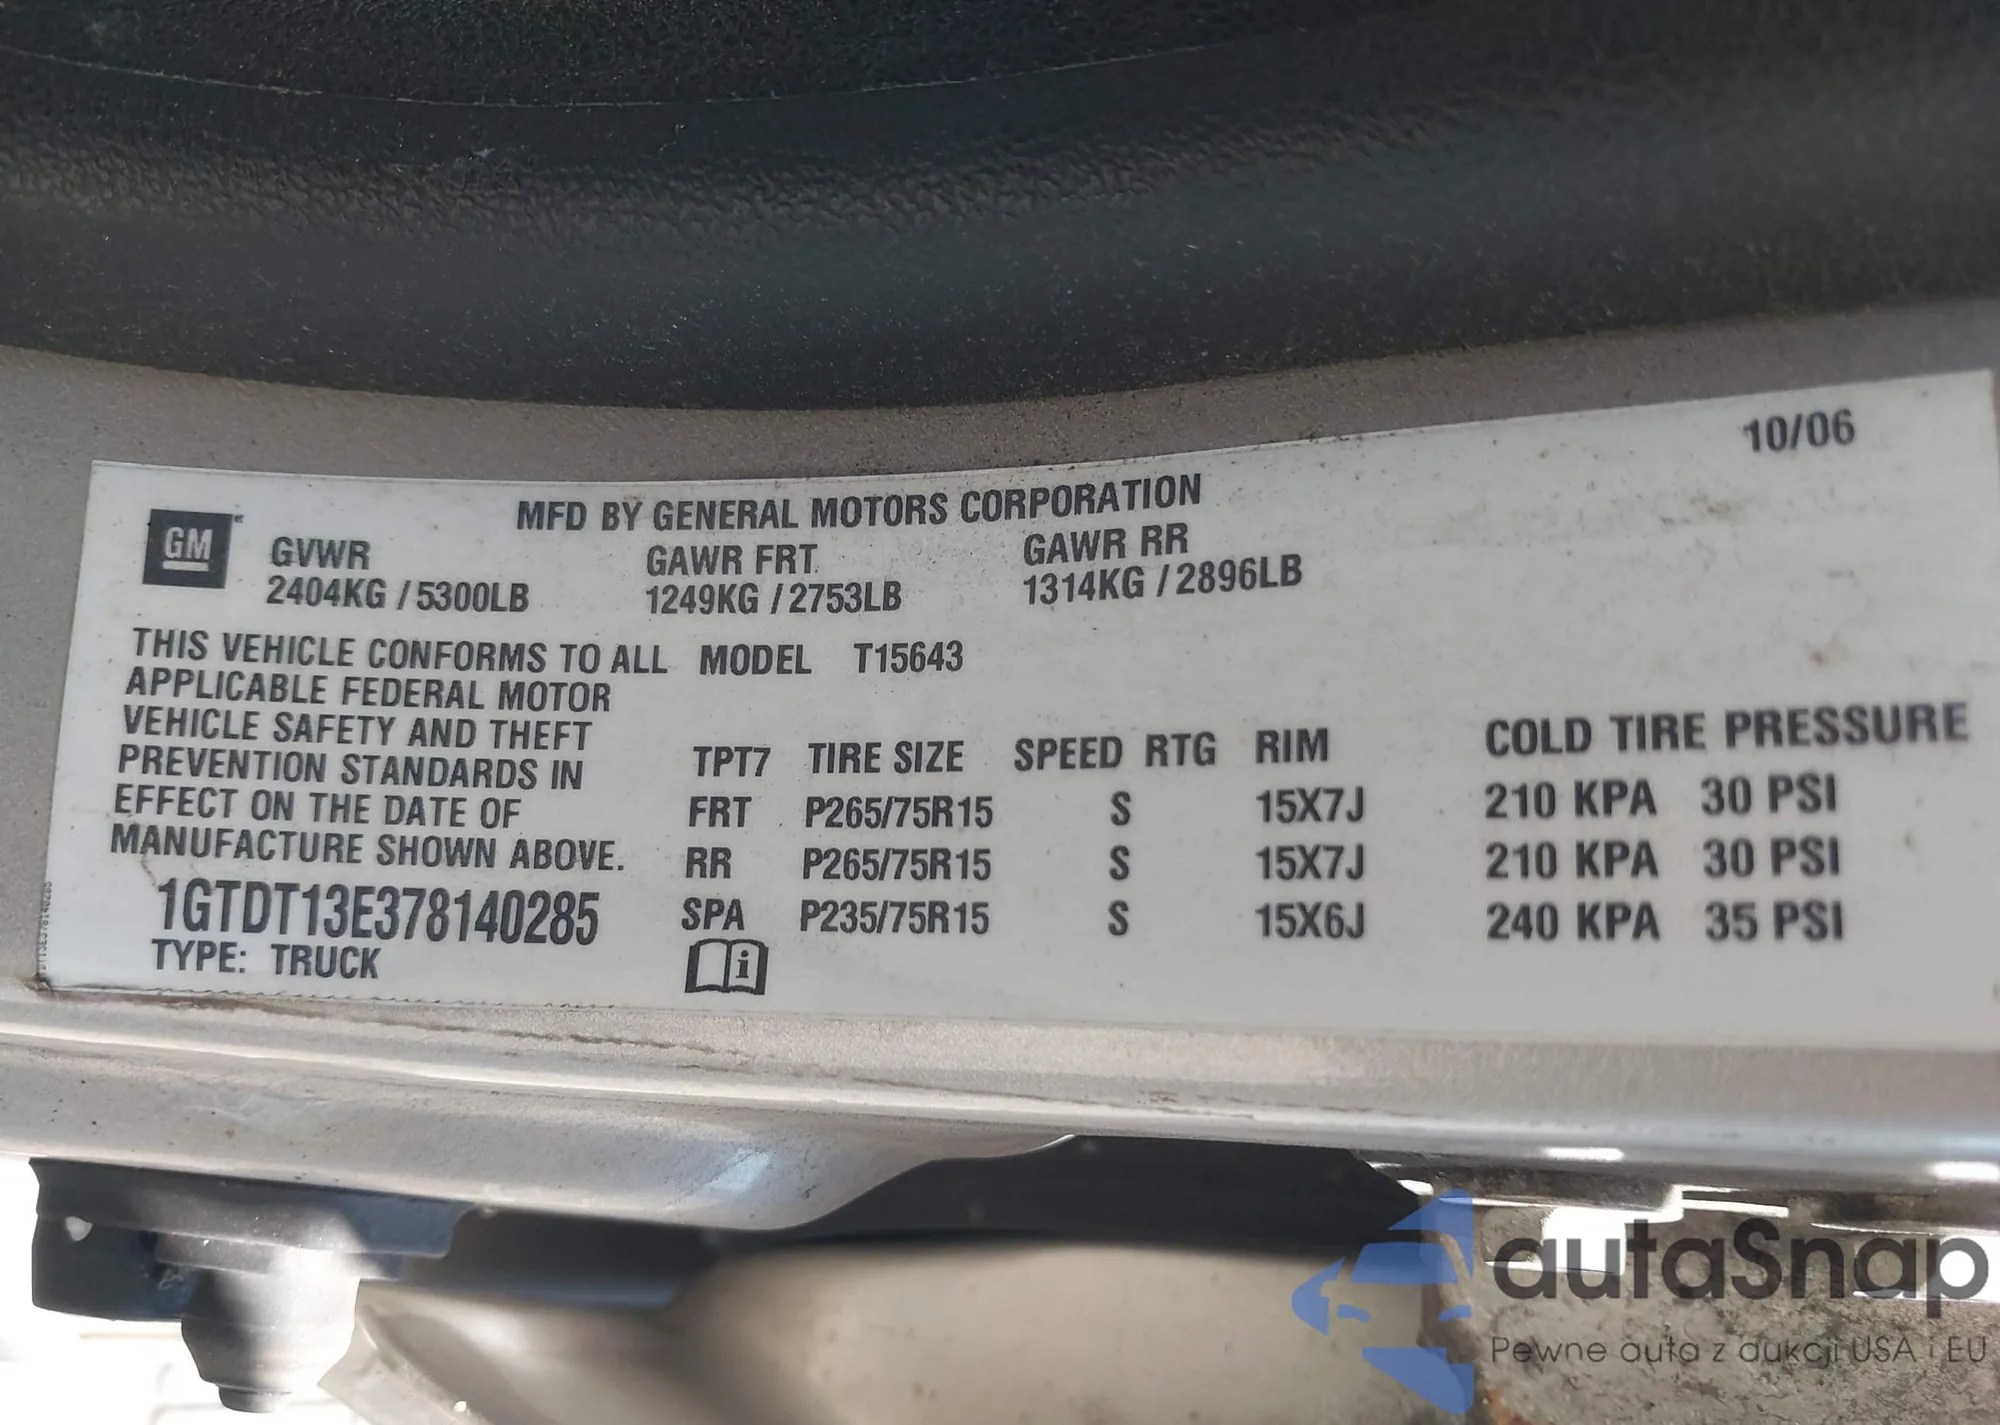 10/06
MFD BY GENERAL MOTORS CORPORATION
GM
GVWR GAWR FRT GAWR RR
2404KG / 5300LB 1249KG / 2753LB 1314KG / 2896LB
THIS VEHICLE CONFORMS TO ALL MODEL T15643
APPLICABLE FEDERAL MOTOR
VEHICLE SAFETY AND THEFT
PREVENTION STANDARDS IN
EFFECT ON THE DATE OF
MANUFACTURE SHOWN ABOVE.
TPT7 TIRE SIZE SPEED RTG RIM COLD TIRE PRESSURE
FRT P265/75R15 S 15X7J 210 KPA 30 PSI
RR P265/75R15 S 15X7J 210 KPA 30 PSI
SPA P235/75R15 S 15X6J 240 KPA 35 PSI
1GTDT13E378140285
TYPE: TRUCK
i
autaSnap
Pewne auta z aukcji USA i EU